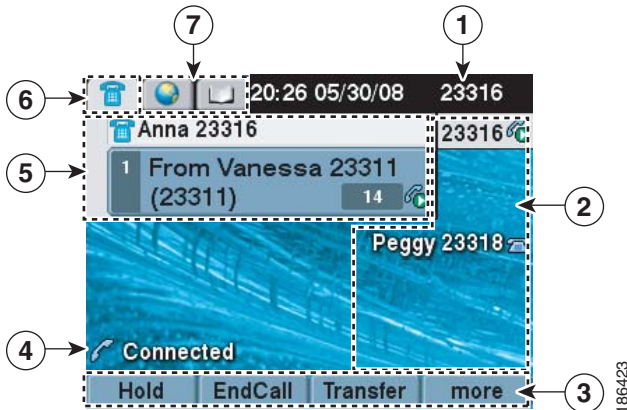 7
1
6
20:26 05/30/08 23316
Anna 23316
23316
5
1 From Vanessa 23311
(23311) 14
2
Peggy 23318
4
Connected
Hold EndCall Transfer more
3
186423